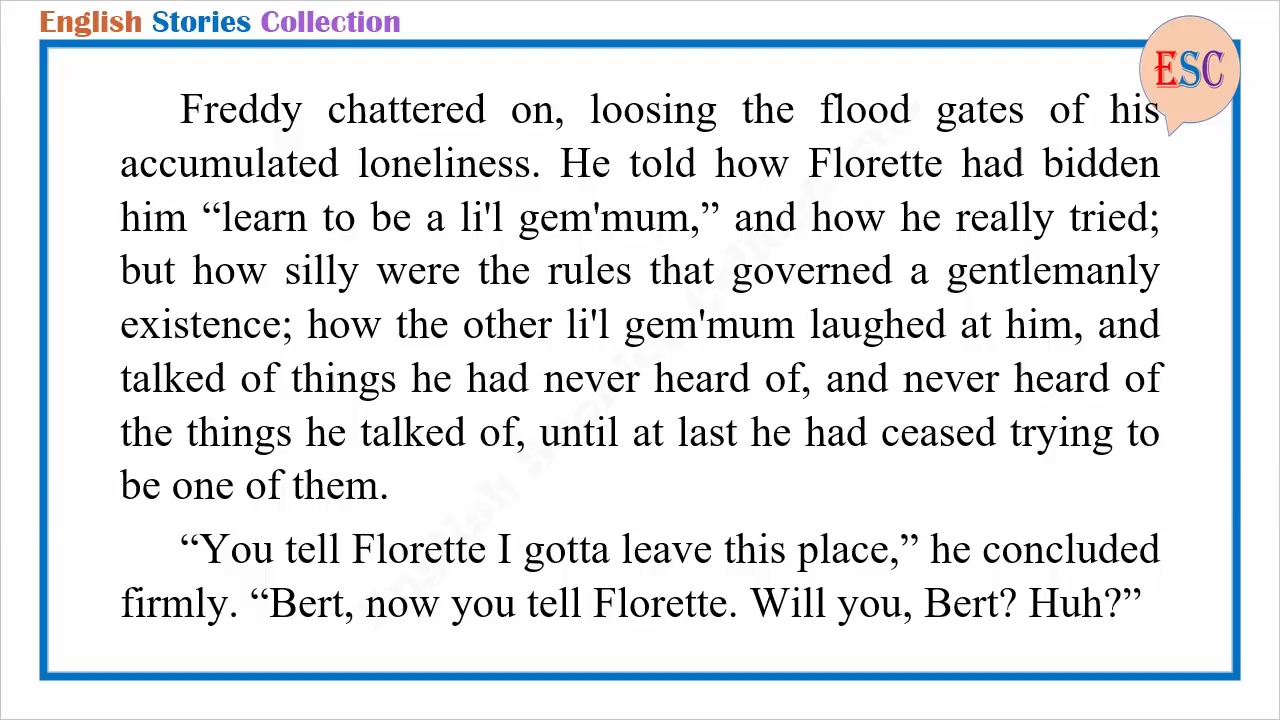 English Stories Collection
ESC
Freddy chattered on, loosing the flood gates of his
accumulated loneliness. He told how Florette had bidden
him “learn to be a li'l gem'mum,” and how he really tried;
but how silly were the rules that governed a gentlemanly
existence; how the other li'l gem'mum laughed at him, and
talked of things he had never heard of, and never heard of
the things he talked of, until at last he had ceased trying to
be one of them.
“You tell Florette I gotta leave this place,” he concluded
firmly. “Bert, now you tell Florette. Will you, Bert? Huh?”